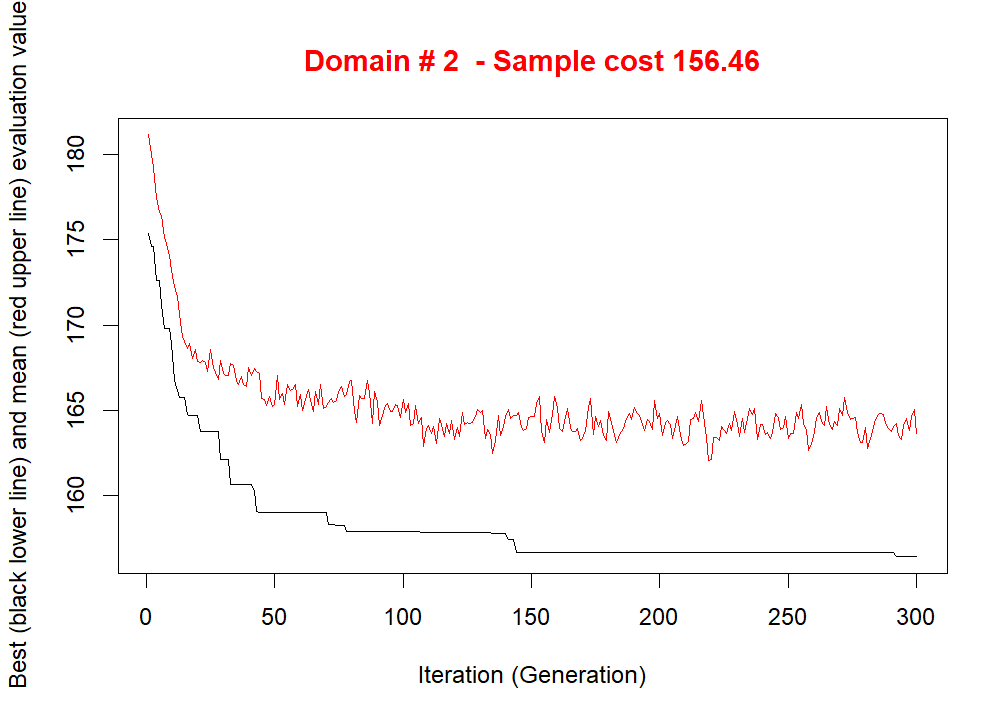 Domain # 2  - Sample cost 156.46
Best (black lower line) and mean (red upper line) evaluation value
180
175
170
165
160
0 50 100 150 200 250 300
Iteration (Generation)